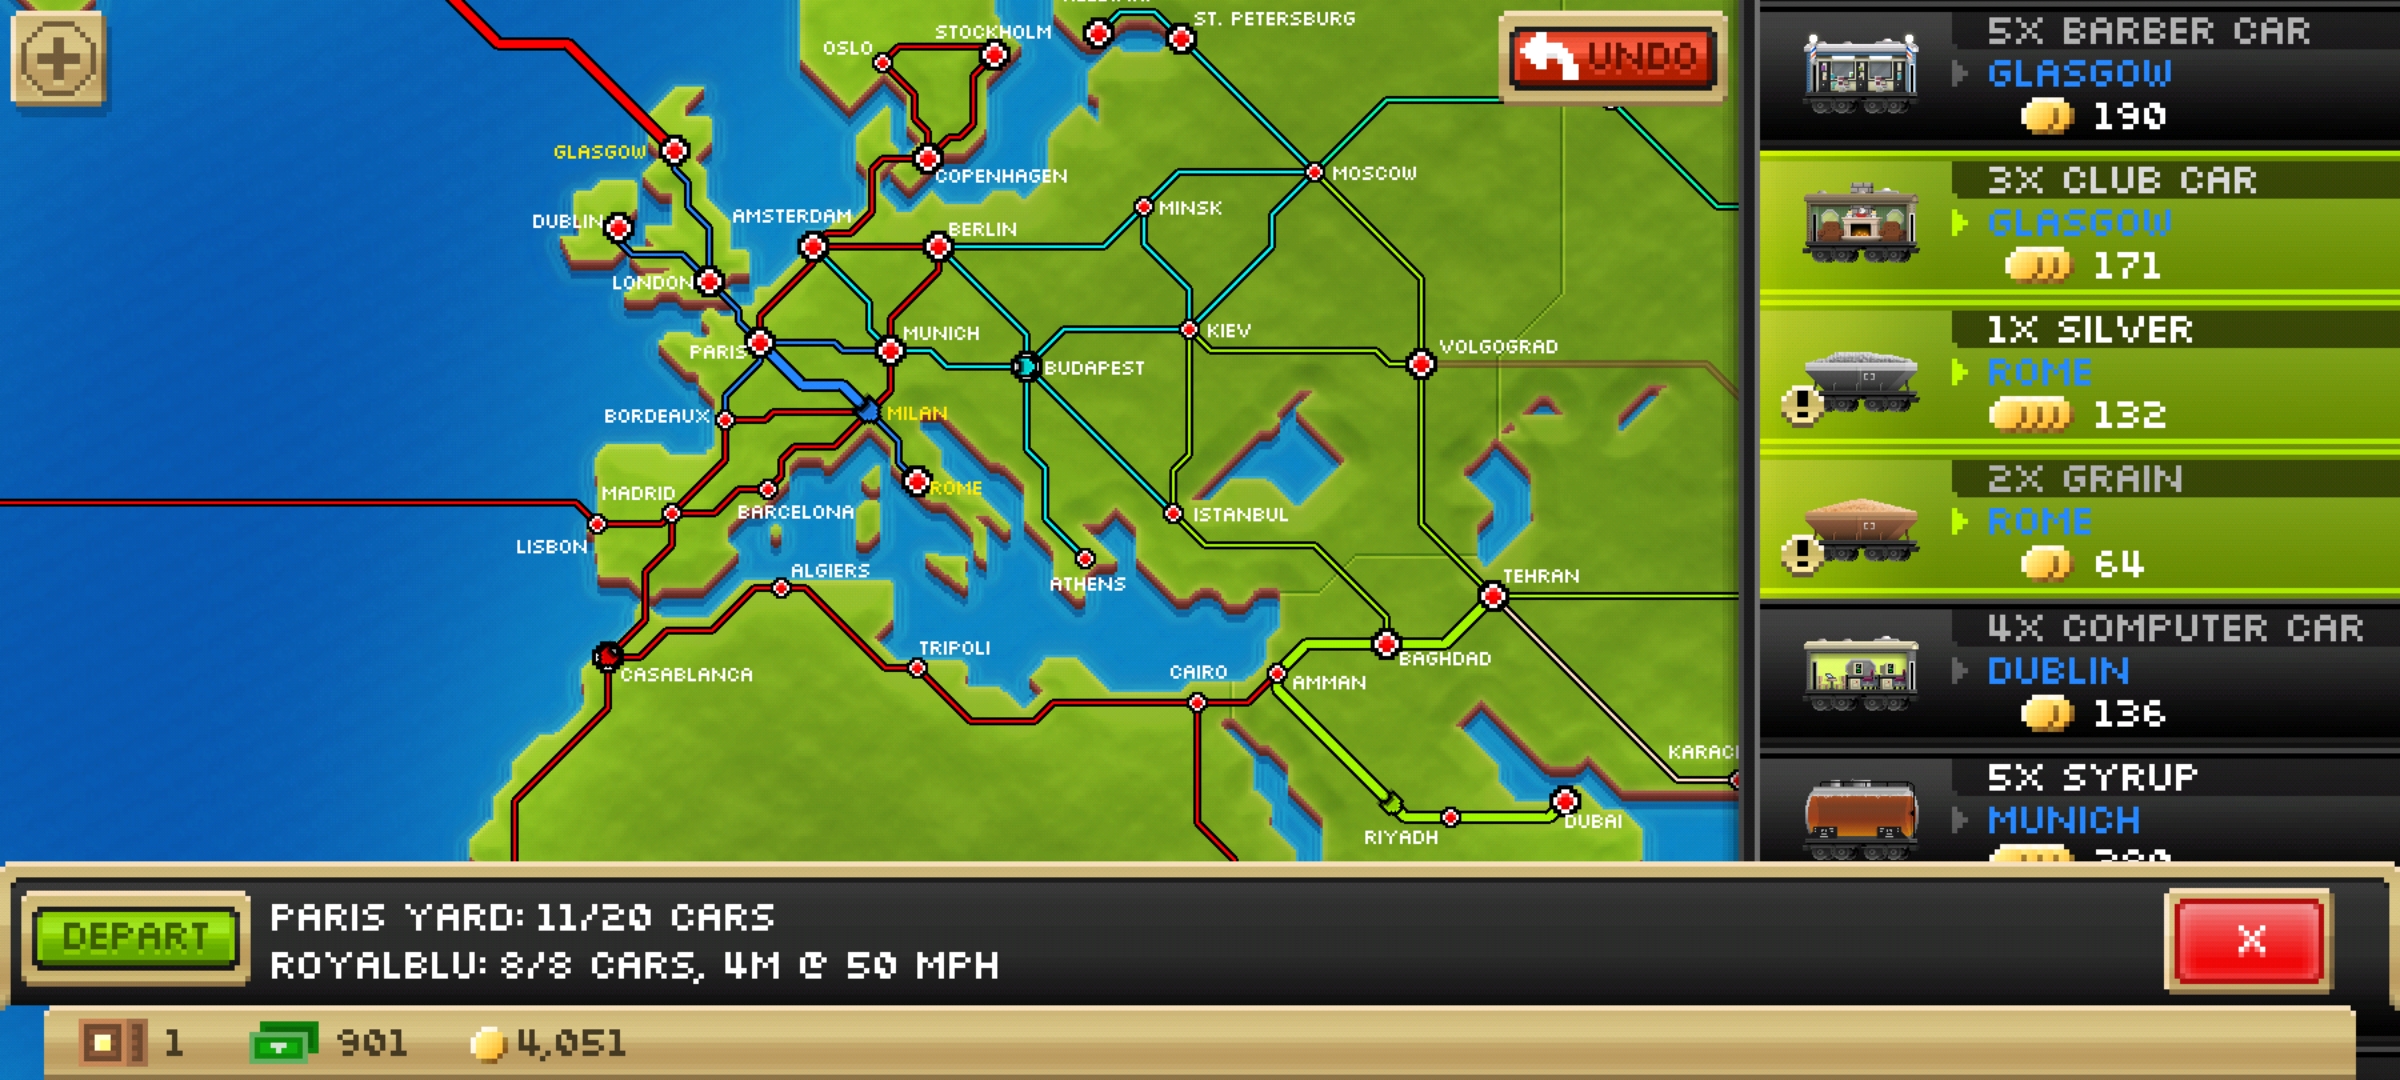 ST. PETERSBURG
OSLO
STOCKHOLM
UNDO
GLASGOW
COPENHAGEN
MOSCOW
DUBLIN
AMSTERDAM
BERLIN
MINSK
LONDON
PARIS
MUNICH
KIEV
VOLGOGRAD
BUDAPEST
BORDEAUX
MILAN
MADRID
BARCELONA
ROME
ISTANBUL
LISBON
ALGIERS
ATHENS
TEHRAN
CASABLANCA
TRIPOLI
CAIRO
AMMAN
BAGHDAD
RIYADH
DUBAI
5X BARBER CAR
GLASGOW
190
3X CLUB CAR
GLASGOW
171
1X SILVER
ROME
132
2X GRAIN
ROME
64
4X COMPUTER CAR
DUBLIN
136
5X SYRUP
MUNICH
DEPART
PARIS YARD: 11/20 CARS
ROYALBLU: 8/8 CARS, 4M @ 50 MPH
X
1
901
4,051